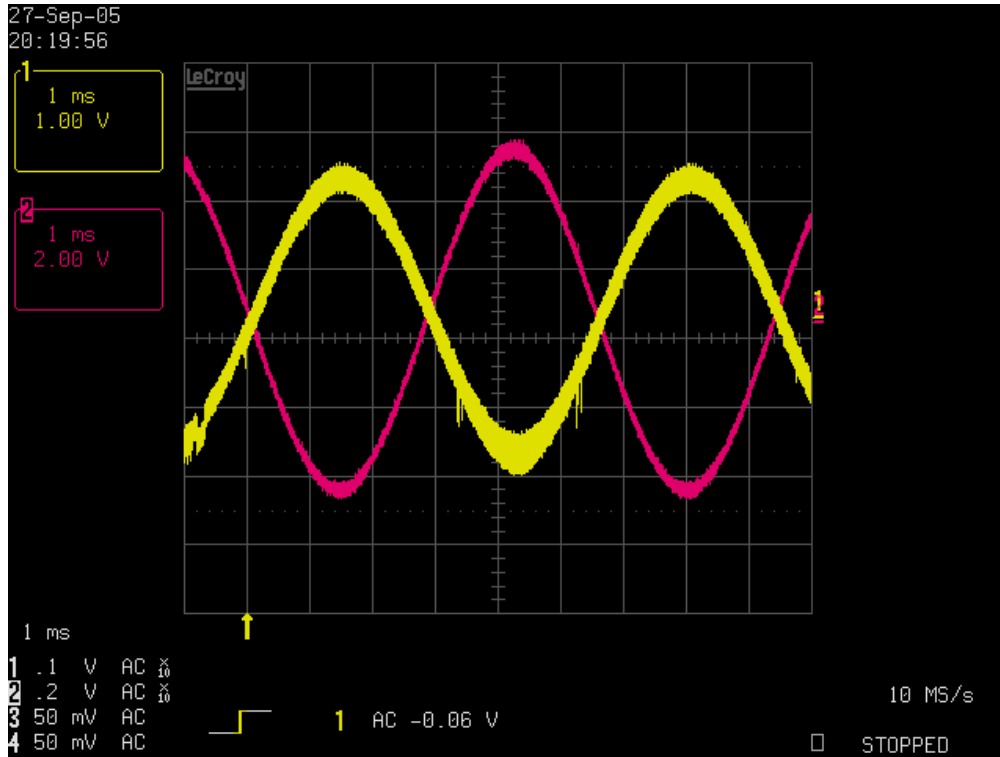 27-Sep-05
20:19:56
LeCroy
1
1 ms
1.00 V
2
1 ms
2.00 V
1
2
1 ms
1 .1 V AC x10
2 .2 V AC x10
3 50 mV AC
4 50 mV AC
1 AC -0.06 V
10 MS/s
STOPPED